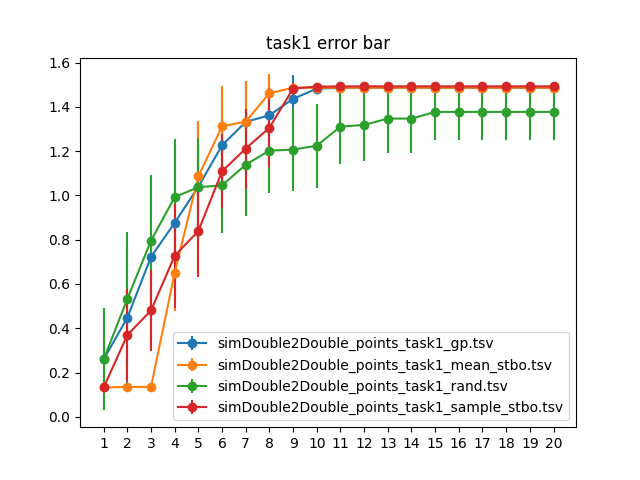 task1 error bar
1.6
1.4
1.2
1.0
0.8
0.6
0.4
0.2
0.0
simDouble2Double_points_task1_gp.tsv
simDouble2Double_points_task1_mean_stbo.tsv
simDouble2Double_points_task1_rand.tsv
simDouble2Double_points_task1_sample_stbo.tsv
1 2 3 4 5 6 7 8 9 10 11 12 13 14 15 16 17 18 19 20